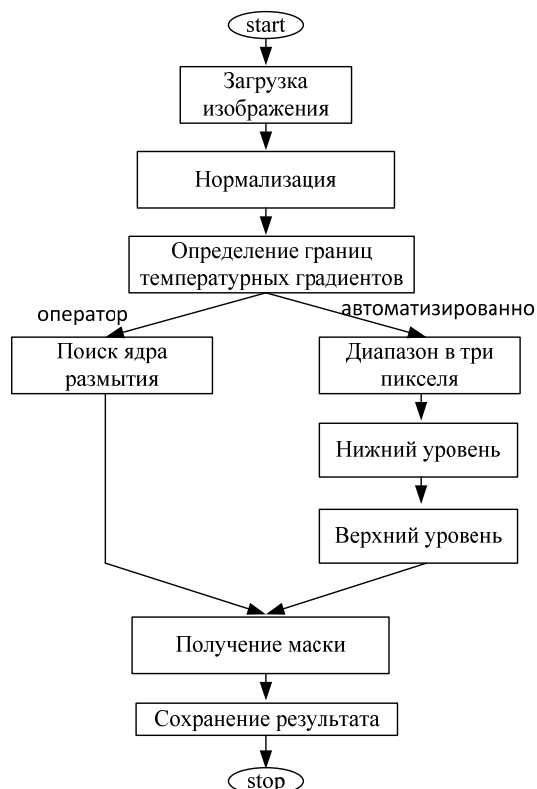 start
Загрузка
изображения
Нормализация
Определение границ
температурных градиентов
оператор
автоматизированно
Поиск ядра
размытия
Диапазон в три
пикселя
Нижний уровень
Верхний уровень
Получение маски
Сохранение результата
stop